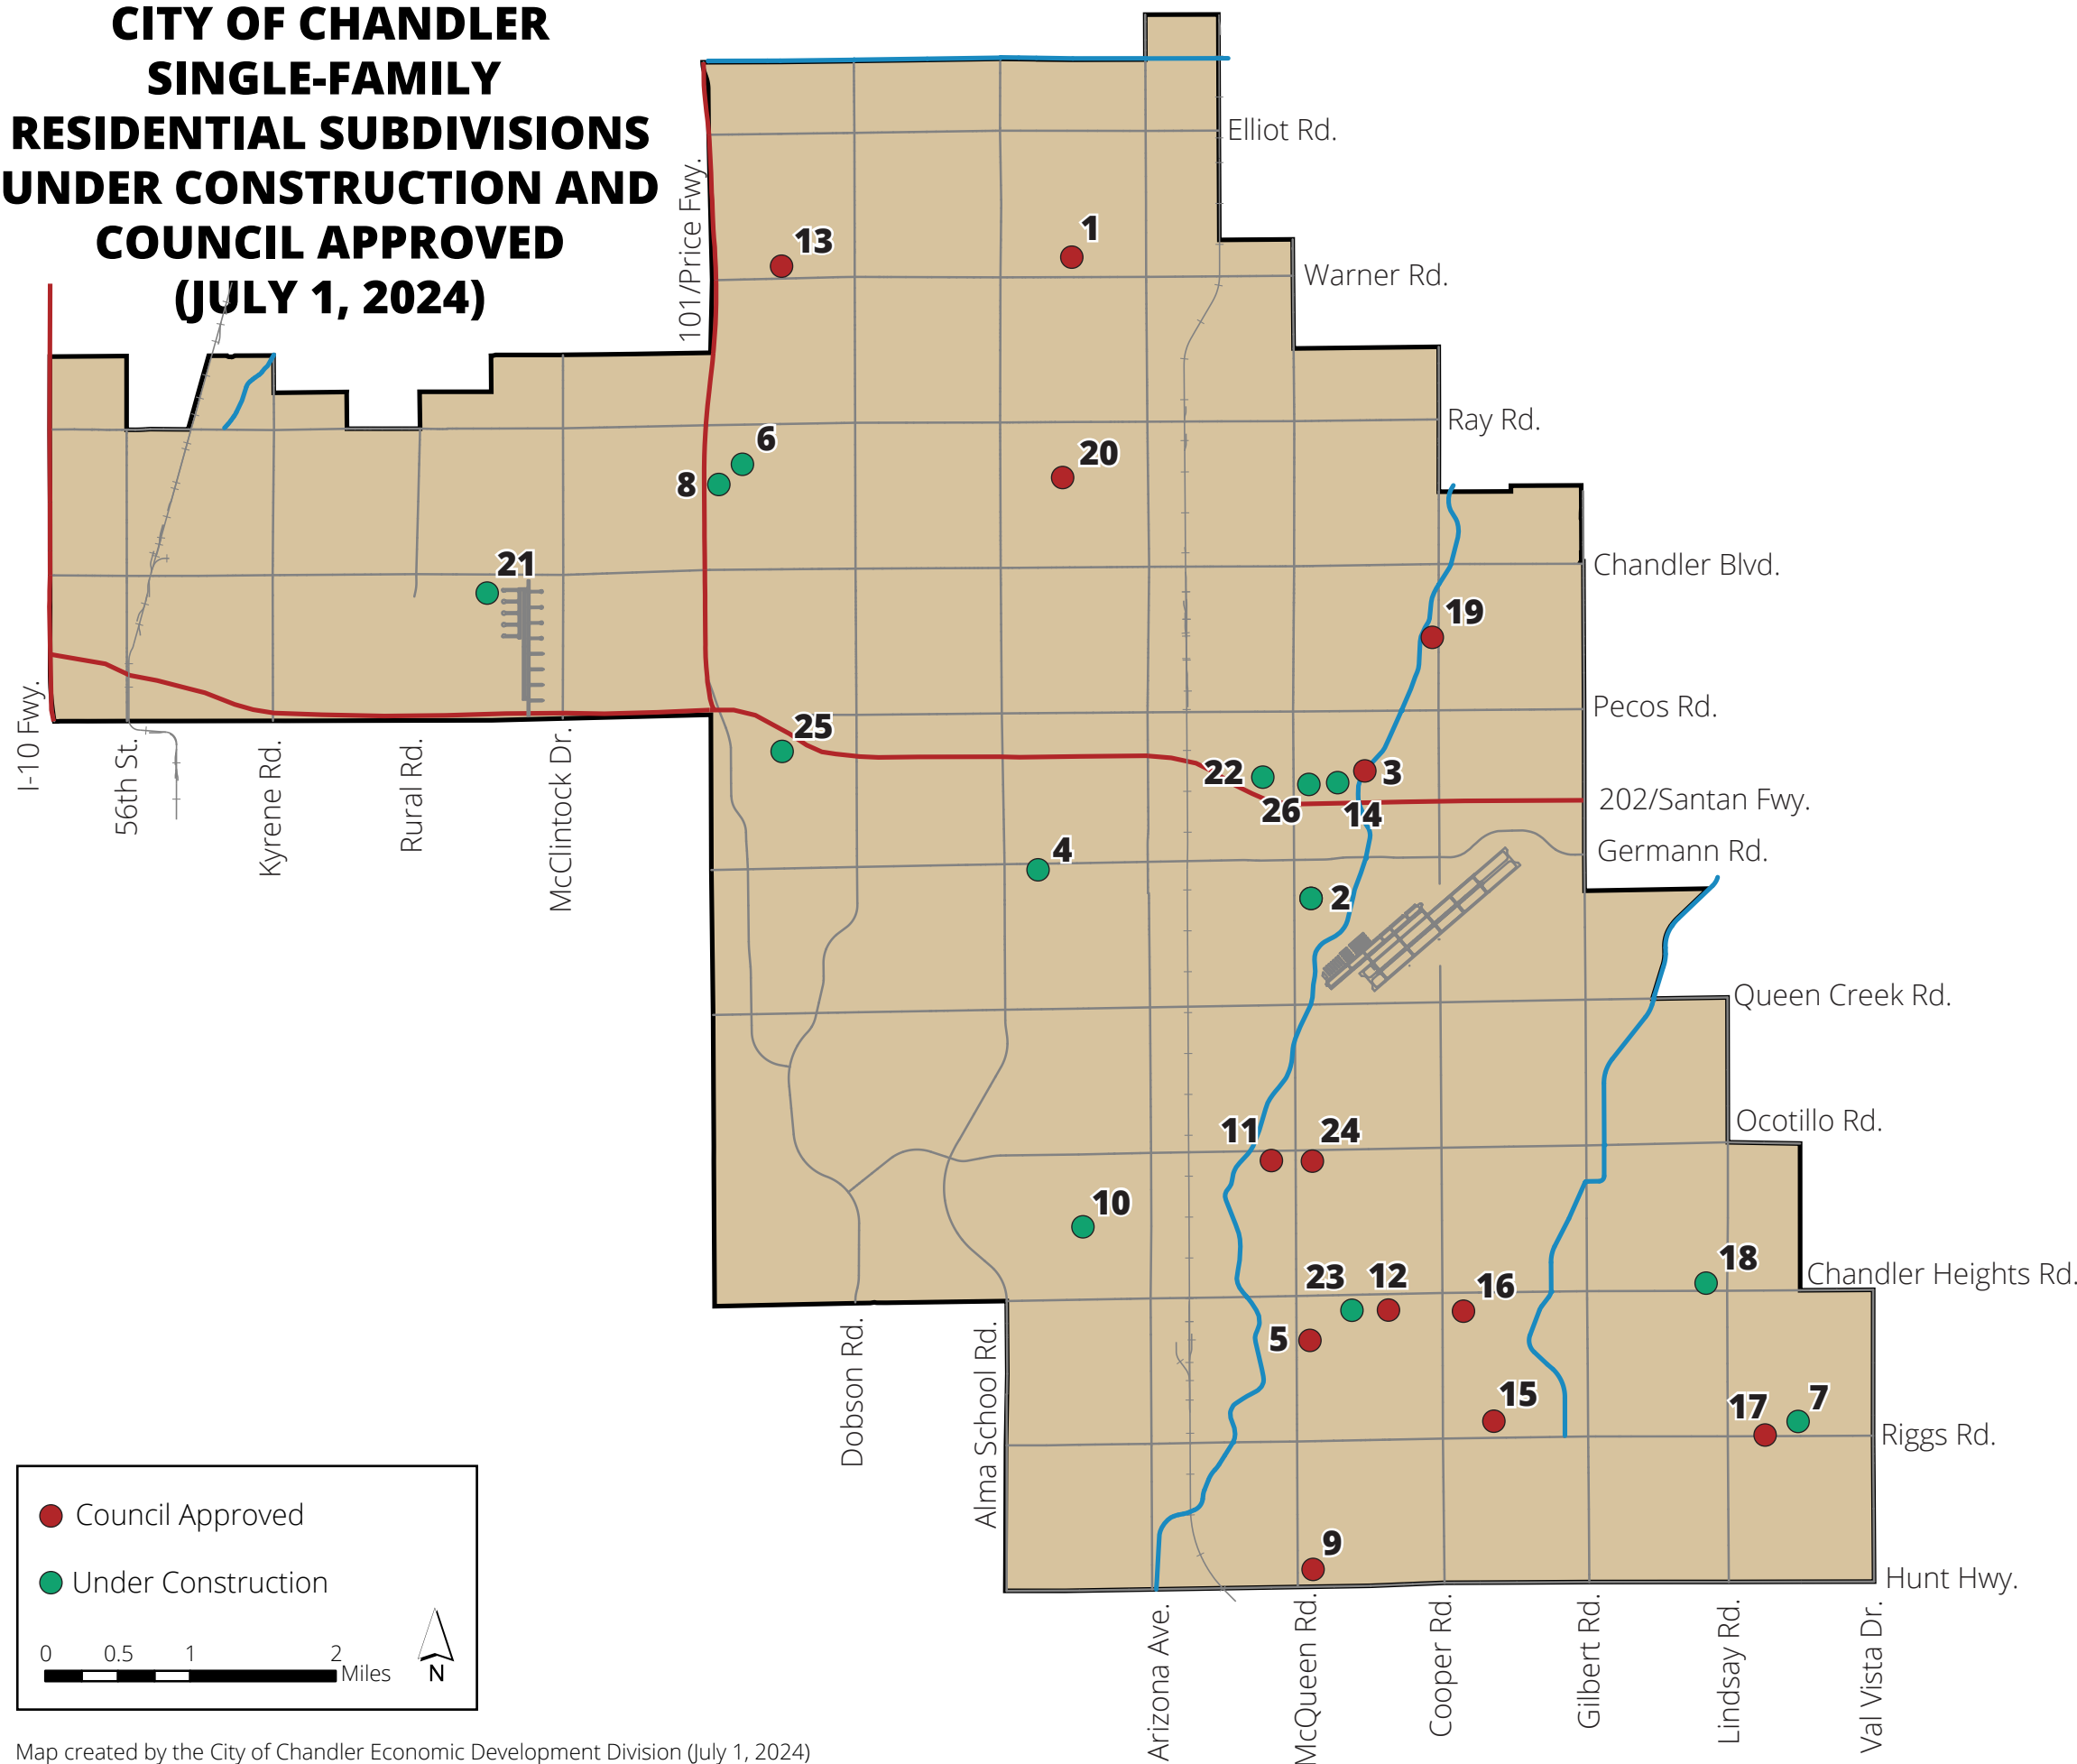 CITY OF CHANDLER
SINGLE-FAMILY
RESIDENTIAL SUBDIVISIONS
UNDER CONSTRUCTION AND
COUNCIL APPROVED
(JULY 1, 2024)
Elliot Rd.
101/Price Fwy.
13
1
Warner Rd.
Ray Rd.
6
8
20
21
Chandler Blvd.
19
Pecos Rd.
I-10 Fwy.
56th St.
Kyrene Rd.
Rural Rd.
McClintock Dr.
25
22
26
14
3
202/Santan Fwy.
4
Germann Rd.
2
Queen Creek Rd.
11
24
Ocotillo Rd.
10
18
Chandler Heights Rd.
23
12
16
5
15
17
7
Riggs Rd.
Dobson Rd.
Alma School Rd.
9
Hunt Hwy.
Arizona Ave.
McQueen Rd.
Cooper Rd.
Gilbert Rd.
Lindsay Rd.
Val Vista Dr.
Council Approved
Under Construction
0 0.5 1 2
Miles
N
Map created by the City of Chandler Economic Development Division (July 1, 2024)